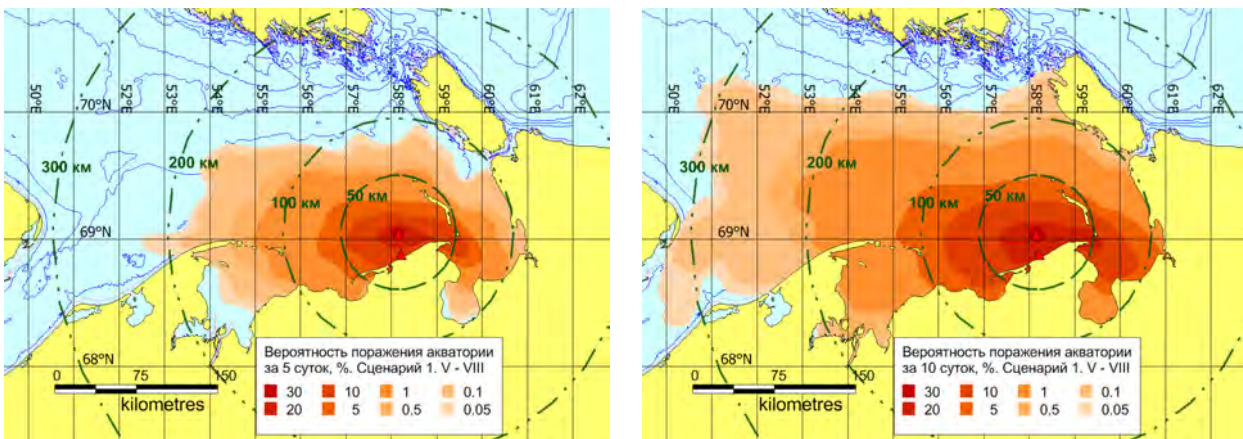 50°E
51°E
52°E
53°E
54°E
55°E
56°E
57°E
58°E
59°E
60°E
61°E
62°E
70°N
300 км
200 км
100 км
50 км
69°N
68°N
0
75
150
kilometres
Вероятность поражения акватории
за 5 суток, %. Сценарий 1. V - VIII
30 10 1 0.1
20 5 0.5 0.05
50°E
51°E
52°E
53°E
54°E
55°E
56°E
57°E
58°E
59°E
60°E
61°E
62°E
70°N
300 км
200 км
100 км
50 км
69°N
68°N
0
75
150
kilometres
Вероятность поражения акватории
за 10 суток, %. Сценарий 1. V - VIII
30 10 1 0.1
20 5 0.5 0.05